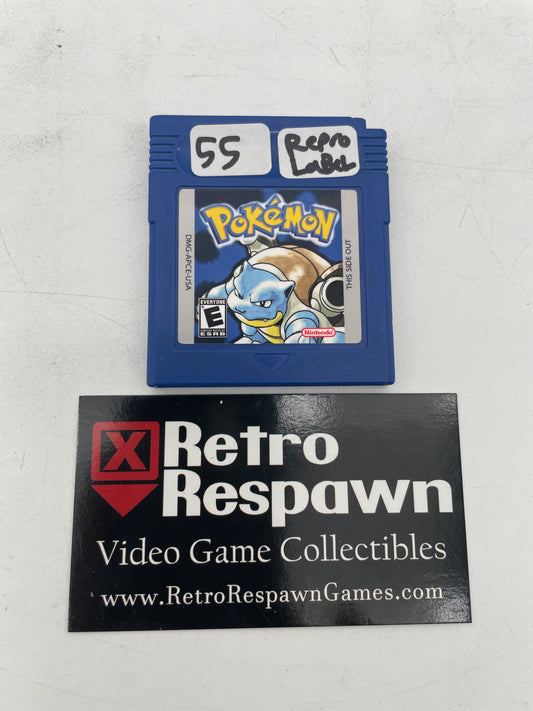 55
Repro
Label
POKéMON
DMG-APCE-USA
THIS SIDE OUT
EVERYONE
E
ESRB
Nintendo
X Retro
Respawn
Video Game Collectibles
www.RetroRespawnGames.com